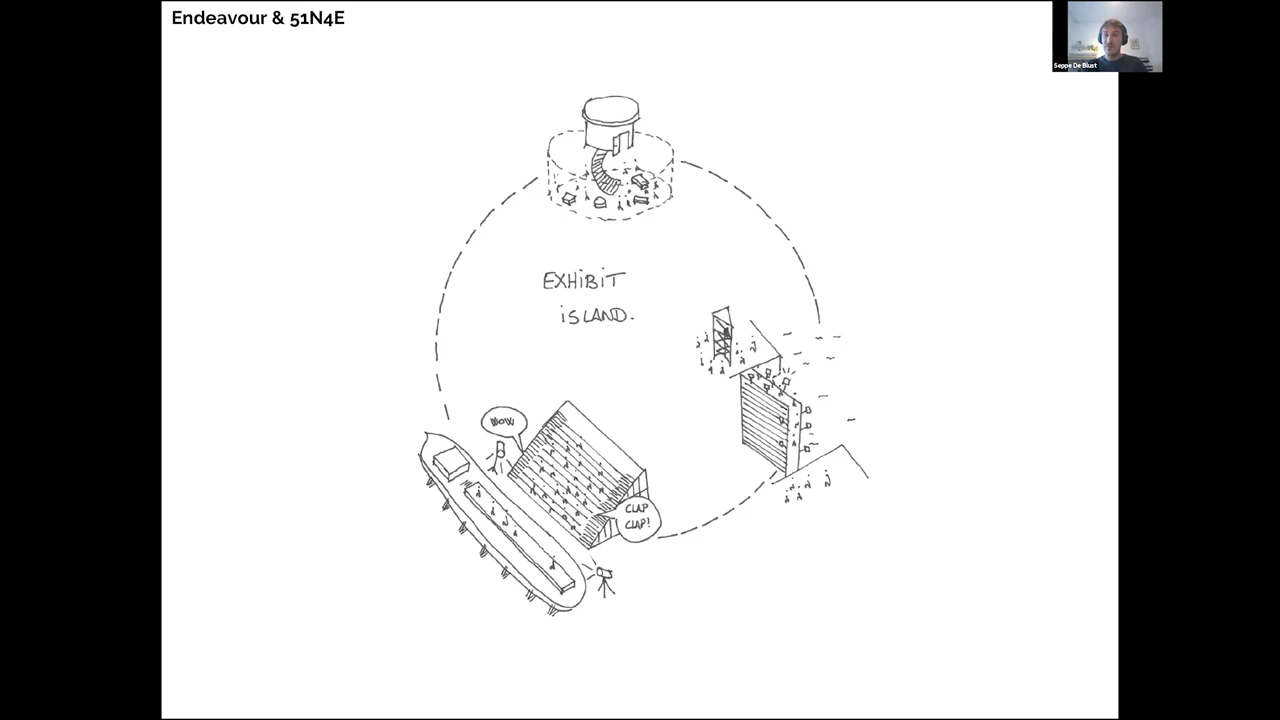 Endeavour & 51N4E
Seppe De Blust
EXHIBIT
ISLAND.
WOW
CLAP
CLAP!